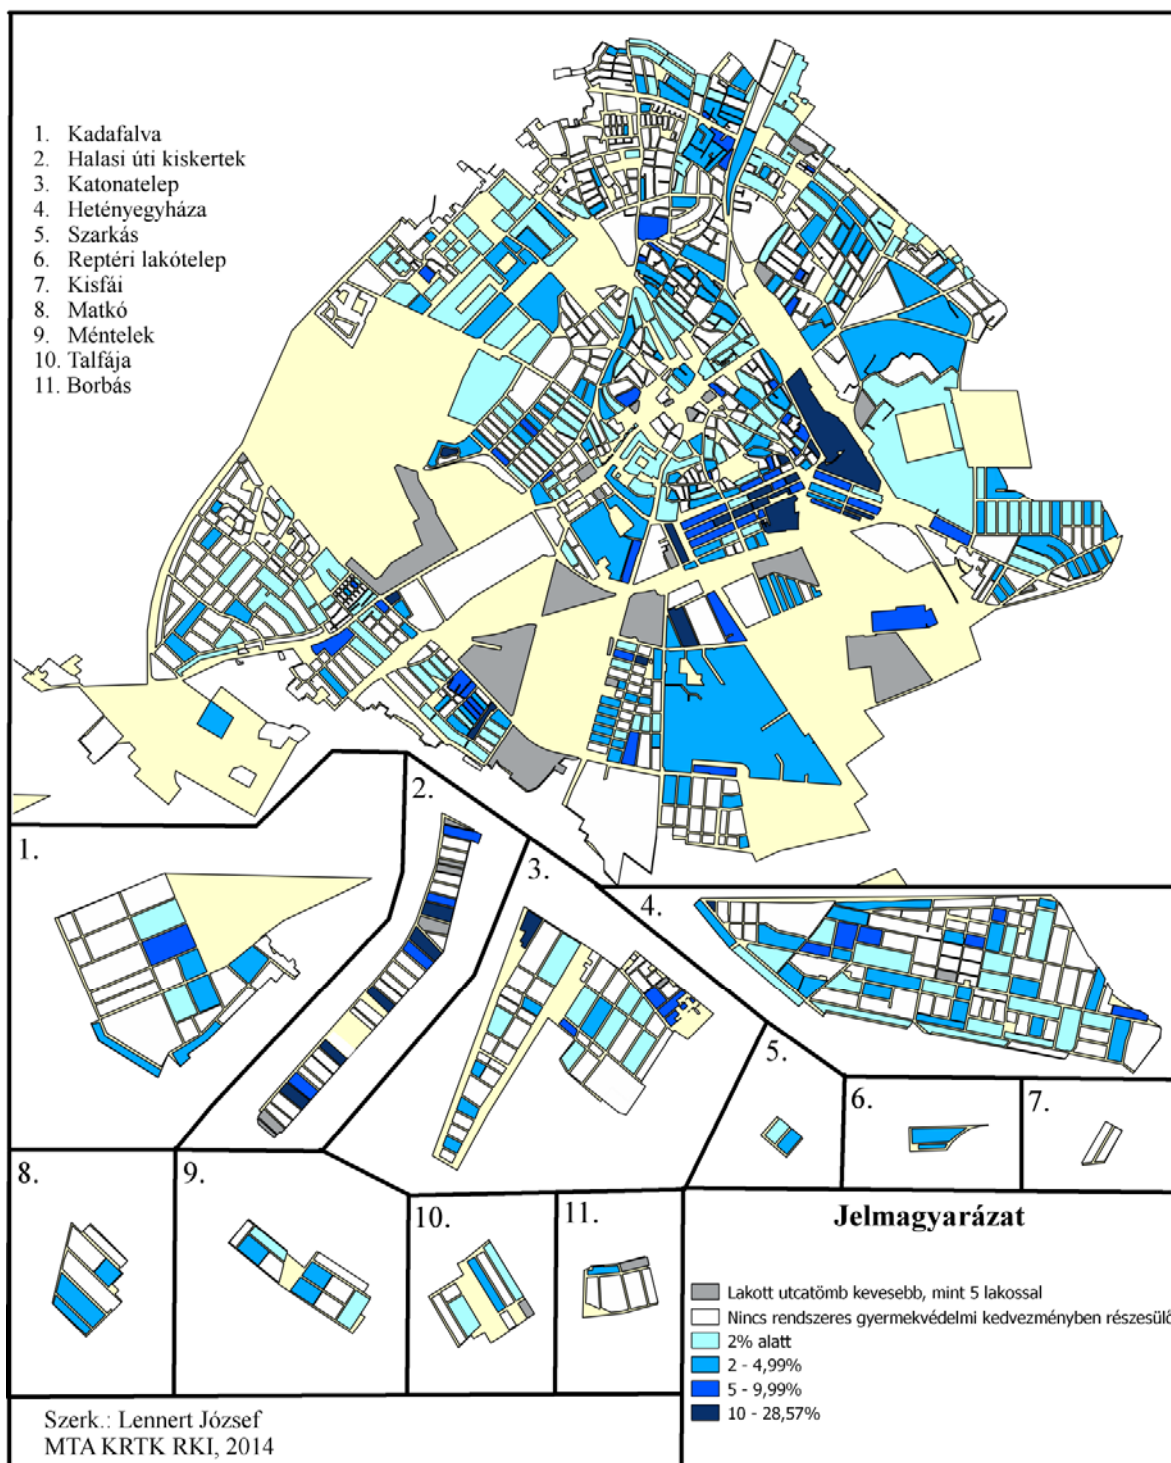 1. Kadafalva
2. Halasi úti kiskertek
3. Katonatelep
4. Hetényegyháza
5. Szarkás
6. Reptéri lakótelep
7. Kisfái
8. Matkó
9. Méntelek
10. Talfája
11. Borbás
1.
2.
3.
4.
5.
6.
7.
8.
9.
10.
11.
Jelmagyarázat
Lakott utcatömb kevesebb, mint 5 lakossal
Nincs rendszeres gyermekvédelmi kedvezményben részesülő
2% alatt
2 - 4,99%
5 - 9,99%
10 - 28,57%
Szerk.: Lennert József
MTA KRTK RKI, 2014